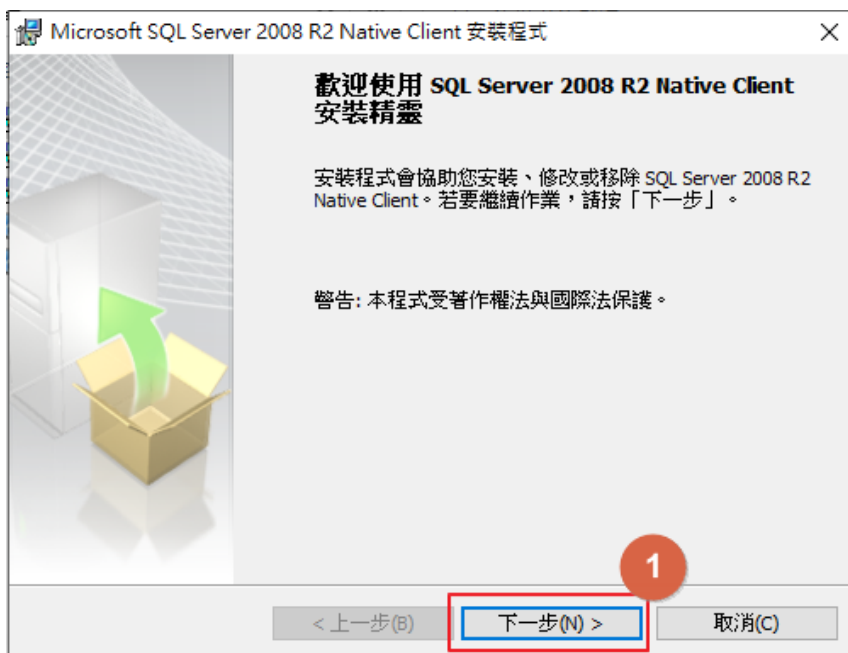 Microsoft SQL Server 2008 R2 Native Client 安裝程式
歡迎使用 SQL Server 2008 R2 Native Client
安裝精靈
安裝程式會協助您安裝、修改或移除 SQL Server 2008 R2
Native Client。若要繼續作業，請按「下一步」。
警告: 本程式受著作權法與國際法保護。
1
< 上一步(B)
下一步(N) >
取消(C)